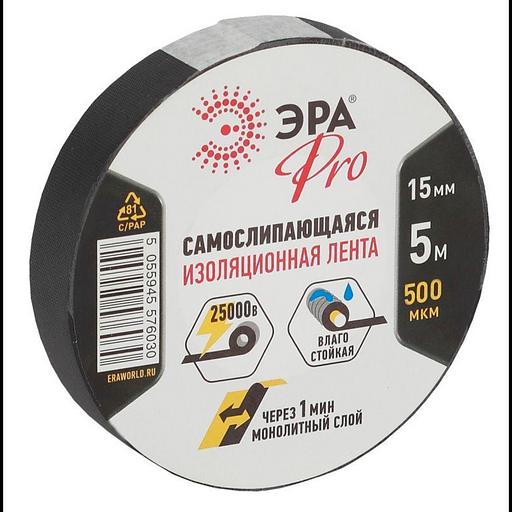 ЭРА®
Pro
15мм
5м
500
мкм
САМОСЛИПАЮЩАЯСЯ
ИЗОЛЯЦИОННАЯ ЛЕНТА
25000В
ВЛАГО
СТОЙКАЯ
ЧЕРЕЗ 1 МИН
МОНОЛИТНЫЙ СЛОЙ
81
C/PAP
5 055945 576030
ERAWORLD.RU